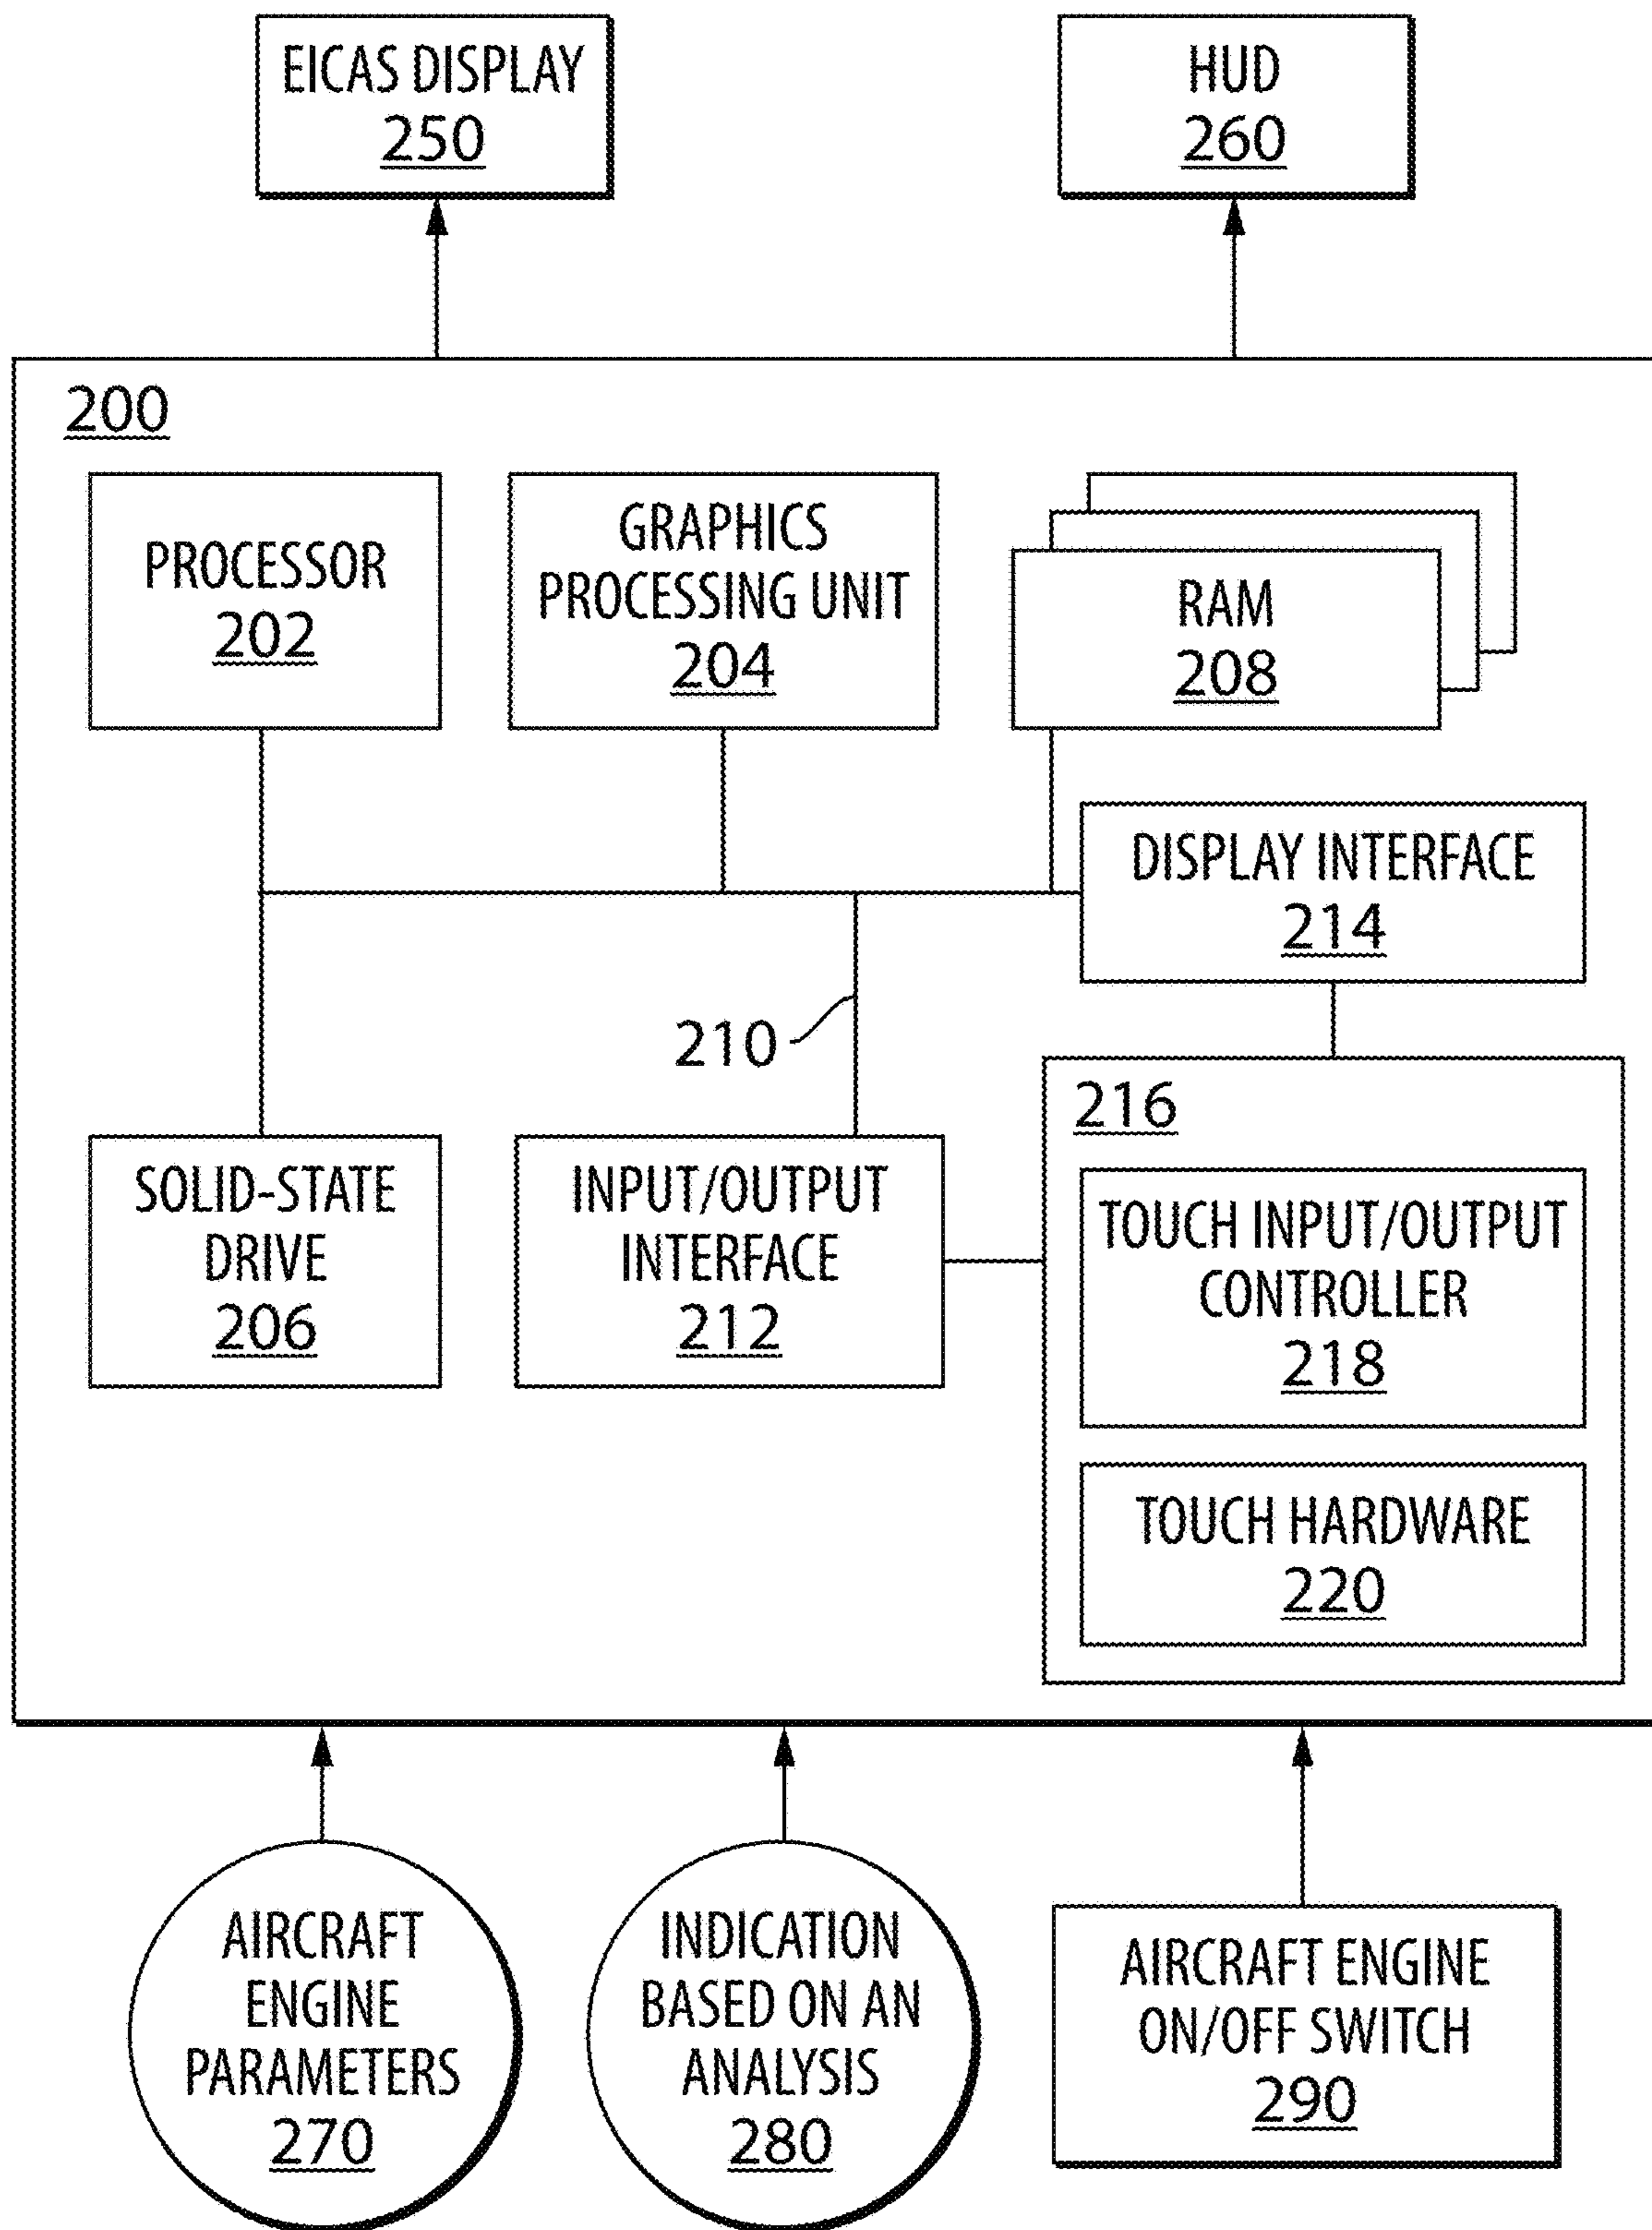 EICAS DISPLAY
250
HUD
260
200
PROCESSOR
202
GRAPHICS
PROCESSING UNIT
204
RAM
208
DISPLAY INTERFACE
214
210
216
SOLID-STATE
DRIVE
206
INPUT/OUTPUT
INTERFACE
212
TOUCH INPUT/OUTPUT
CONTROLLER
218
TOUCH HARDWARE
220
AIRCRAFT
ENGINE
PARAMETERS
270
INDICATION
BASED ON AN
ANALYSIS
280
AIRCRAFT ENGINE
ON/OFF SWITCH
290